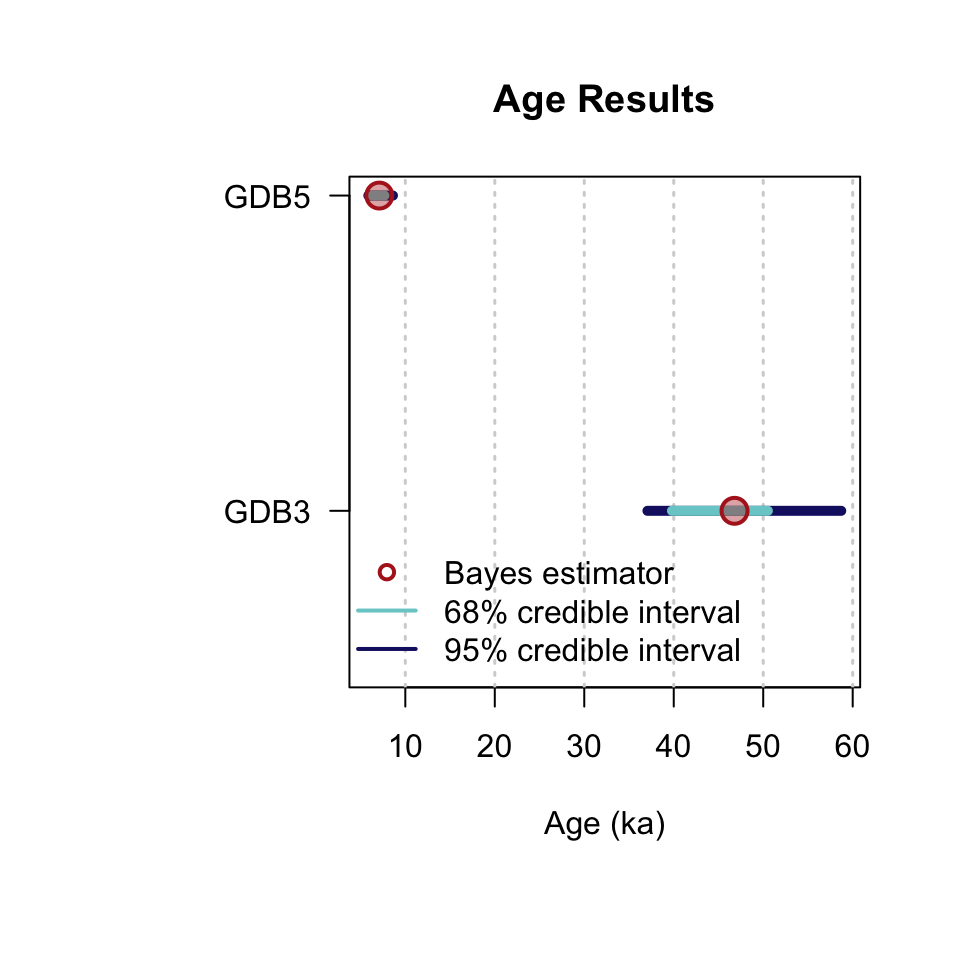 Age Results
GDB5
GDB3
Bayes estimator
68% credible interval
95% credible interval
10 20 30 40 50 60
Age (ka)